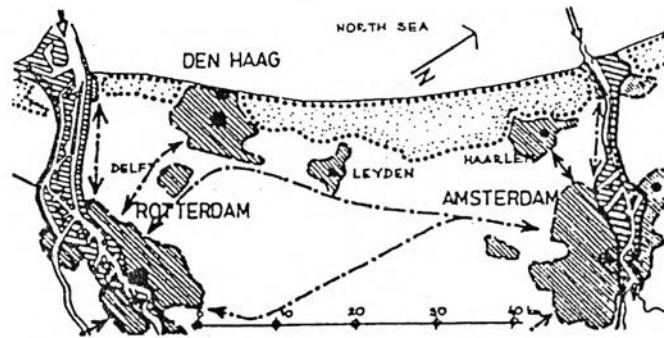 NORTH SEA
DEN HAAG
N
DELFT
LEYDEN
HAARLEM
ROTTERDAM
AMSTERDAM
0 10 20 30 40 km